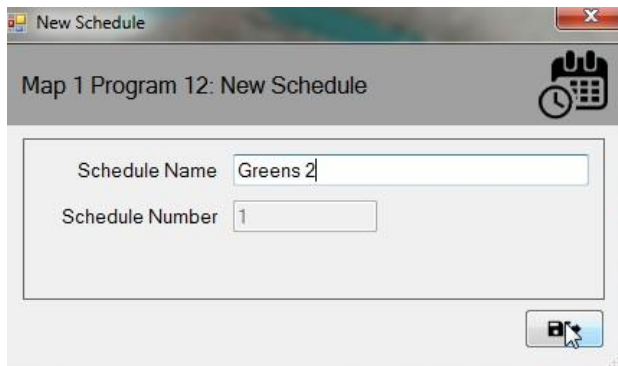 New Schedule
Map 1 Program 12: New Schedule
Schedule Name Greens 2
Schedule Number 1